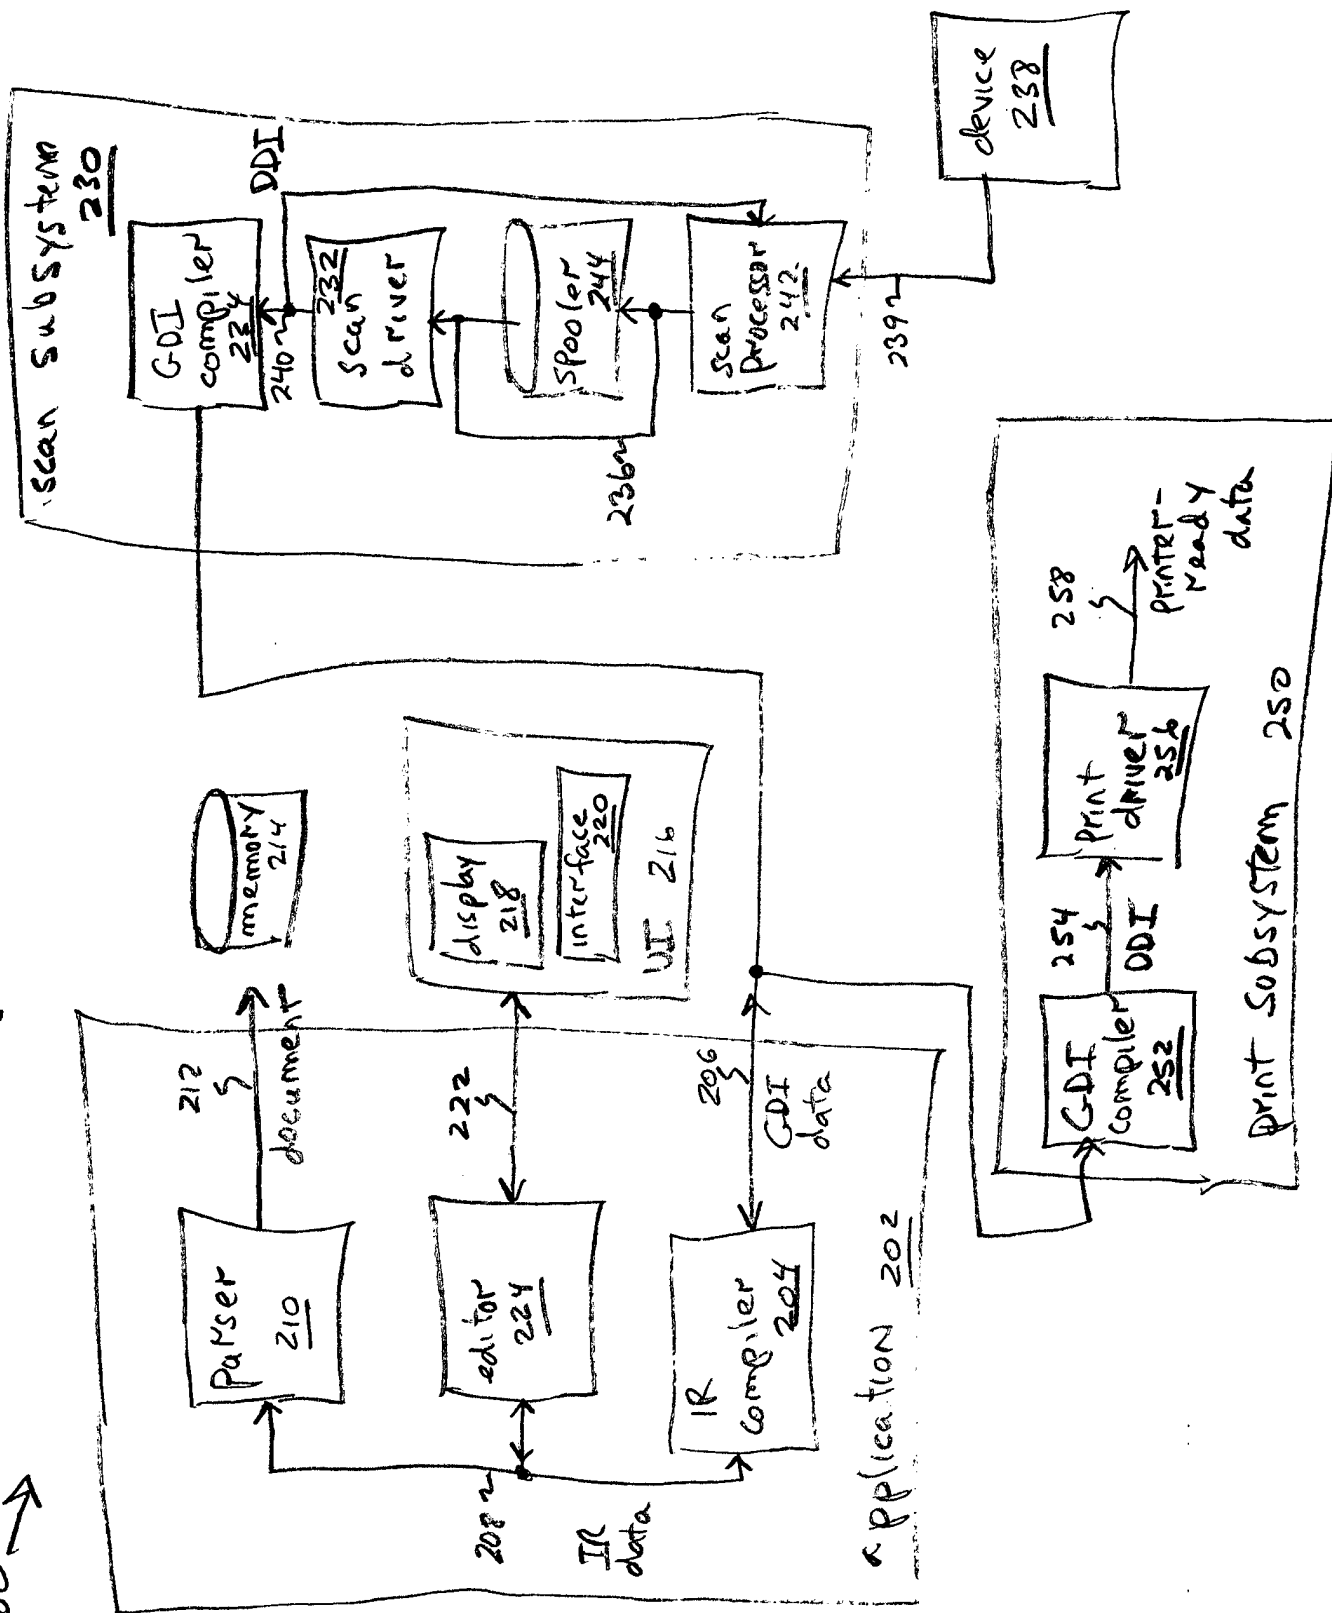 scan subsystem
230
GDI
compiler
234
240
DDI
232
scan
driver
spooler
244
236
scan
processor
242
239
device
238
memory
214
212
document
Parser
210
display
218
interface
220
UI 216
222
editor
224
208
IR
data
206
GDI
data
IR
compiler
204
application 202
GDI
compiler
252
254
DDI
print
driver
256
258
printer-
ready
data
print subsystem 250